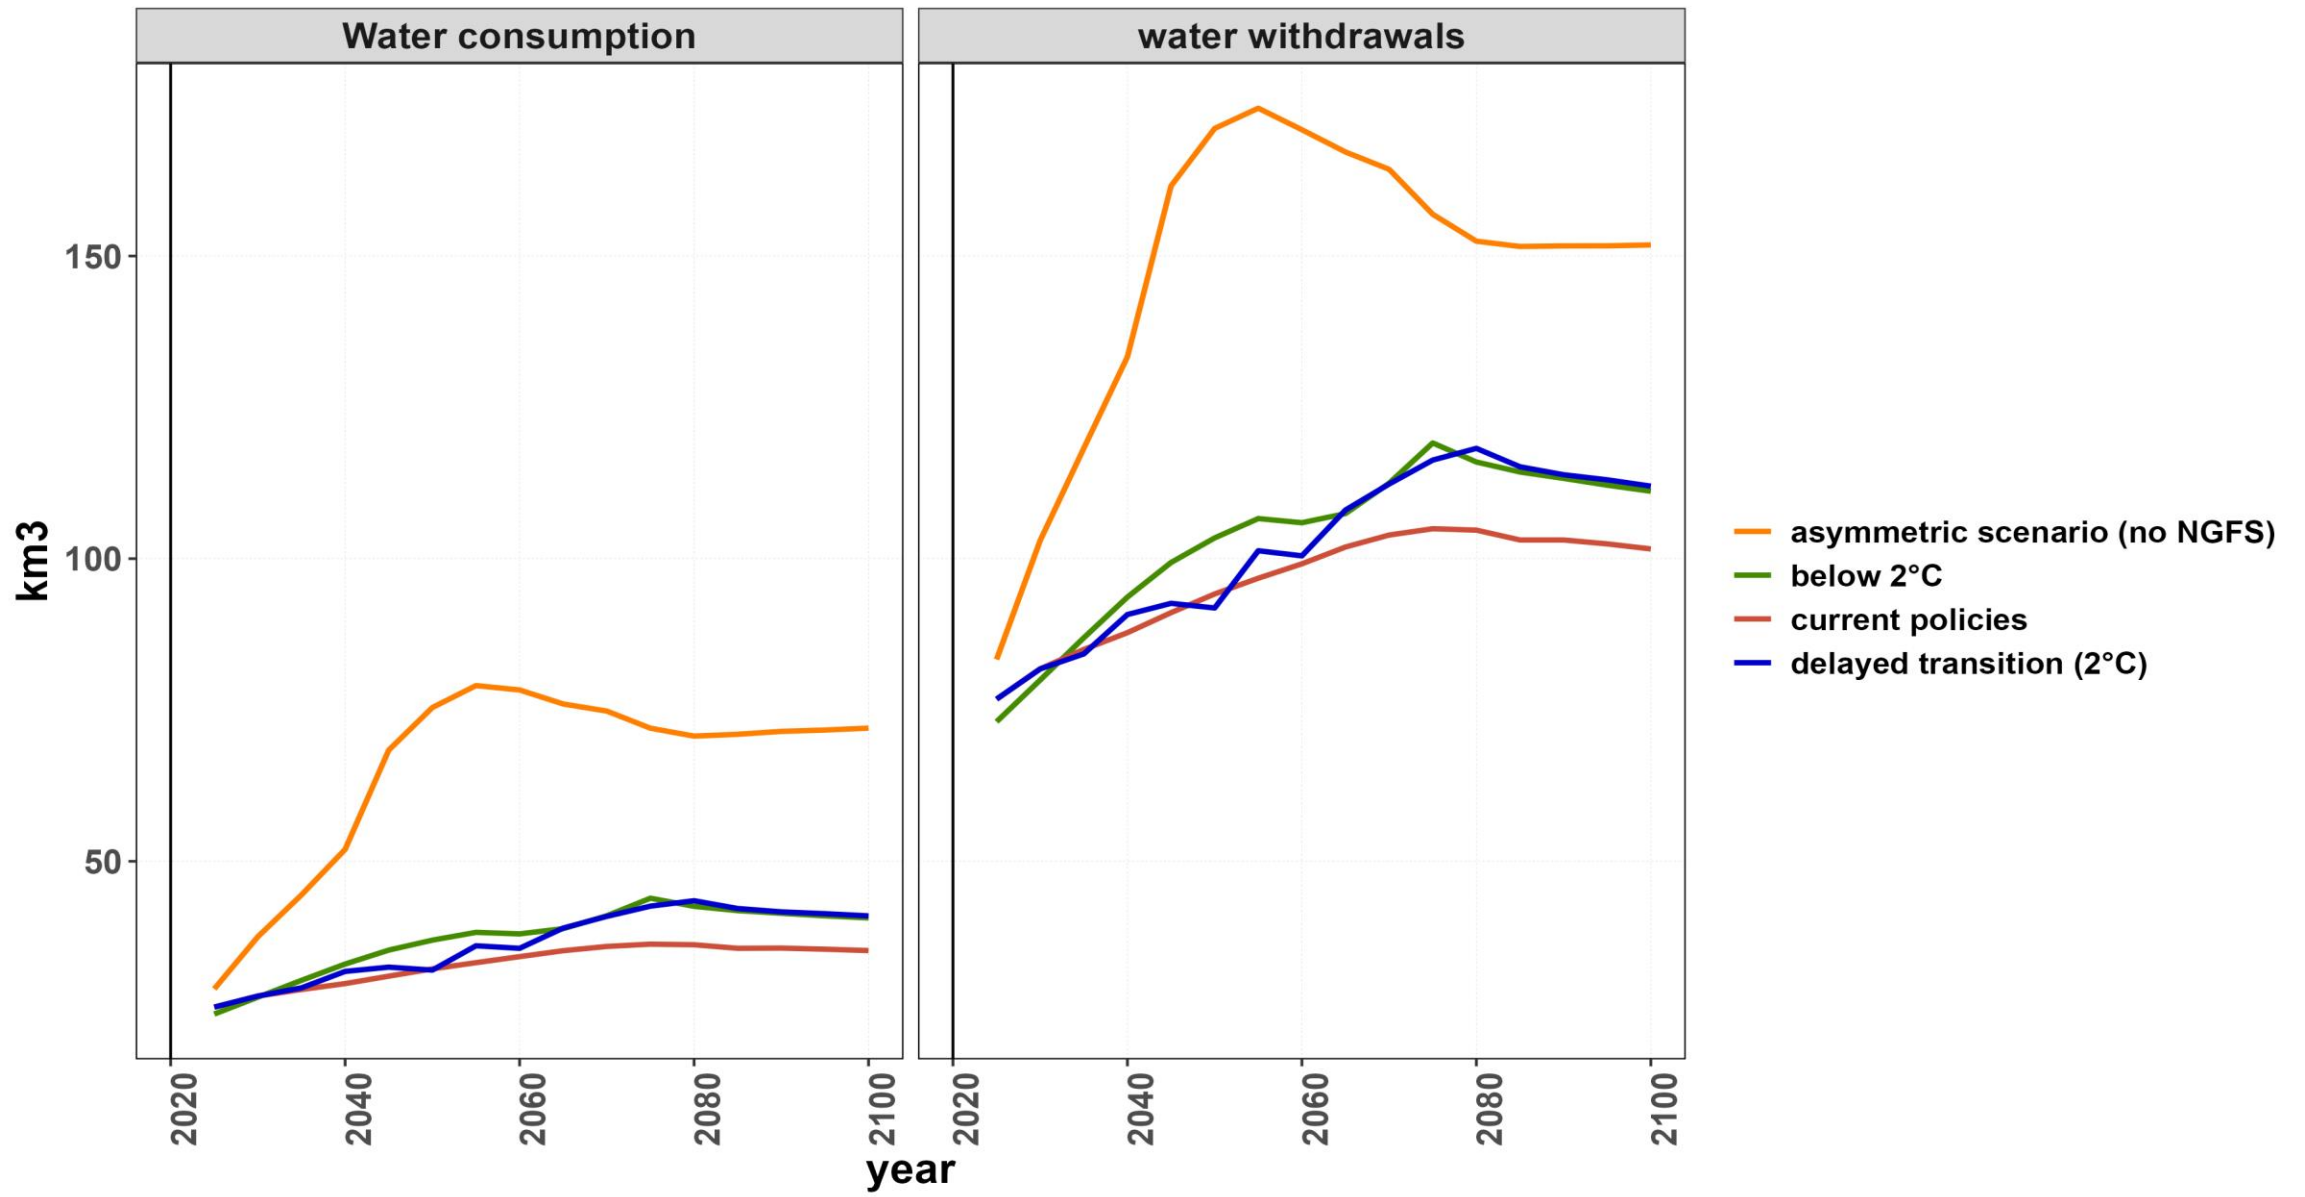 Water consumption
water withdrawals
km3
150
100
50
2020
2040
2060
2080
2100
2020
2040
2060
2080
2100
year
asymmetric scenario (no NGFS)
below 2°C
current policies
delayed transition (2°C)